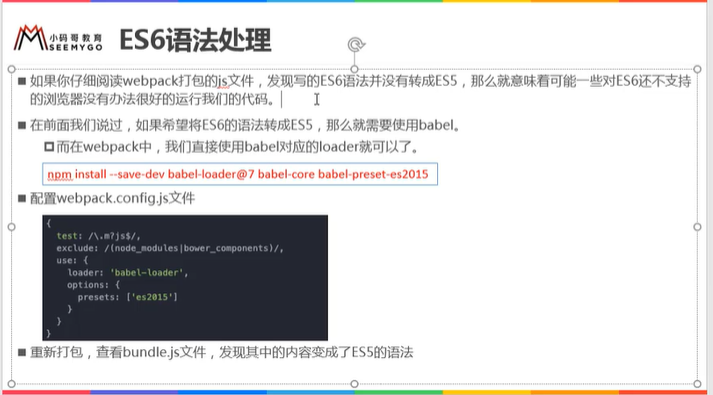 小码哥教育
SEEMYGO
ES6语法处理
如果你仔细阅读webpack打包的js文件，发现写的ES6语法并没有转成ES5，那么就意味着可能一些对ES6还不支持
的浏览器没有办法很好的运行我们的代码。
在前面我们说过，如果希望将ES6的语法转成ES5，那么就需要使用babel。
而在webpack中，我们直接使用babel对应的loader就可以了。
npm install --save-dev babel-loader@7 babel-core babel-preset-es2015
配置webpack.config.js文件
{
test: /\.m?js$/,
exclude: /(node_modules|bower_components)/,
use: {
loader: 'babel-loader',
options: {
presets: ['es2015']
}
}
}
重新打包，查看bundle.js文件，发现其中的内容变成了ES5的语法